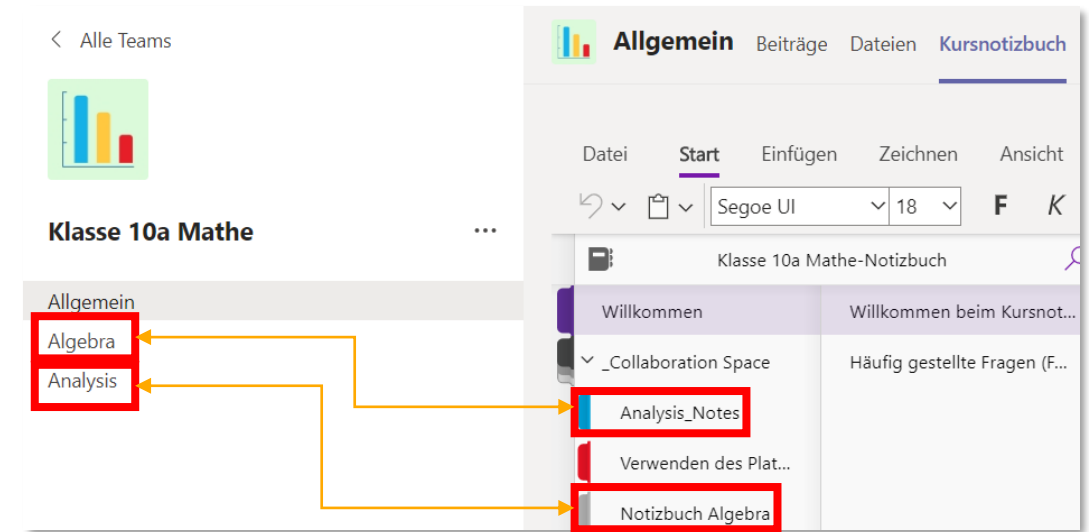 Alle Teams
Klasse 10a Mathe
Allgemein
Algebra
Analysis
Allgemein Beiträge Dateien Kursnotizbuch
Datei Start Einfügen Zeichnen Ansicht
Segoe UI 18 F K
Klasse 10a Mathe-Notizbuch
Willkommen
Willkommen beim Kursnot...
_Collaboration Space
Häufig gestellte Fragen (F...
Analysis_Notes
Verwenden des Plat...
Notizbuch Algebra